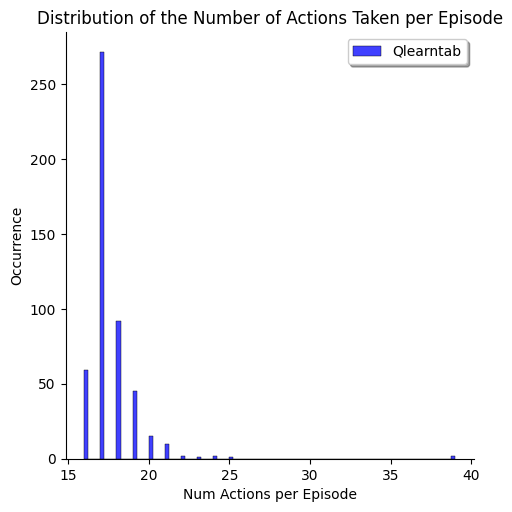 Distribution of the Number of Actions Taken per Episode
Qlearntab
250
200
150
100
50
0
Occurrence
15 20 25 30 35 40
Num Actions per Episode